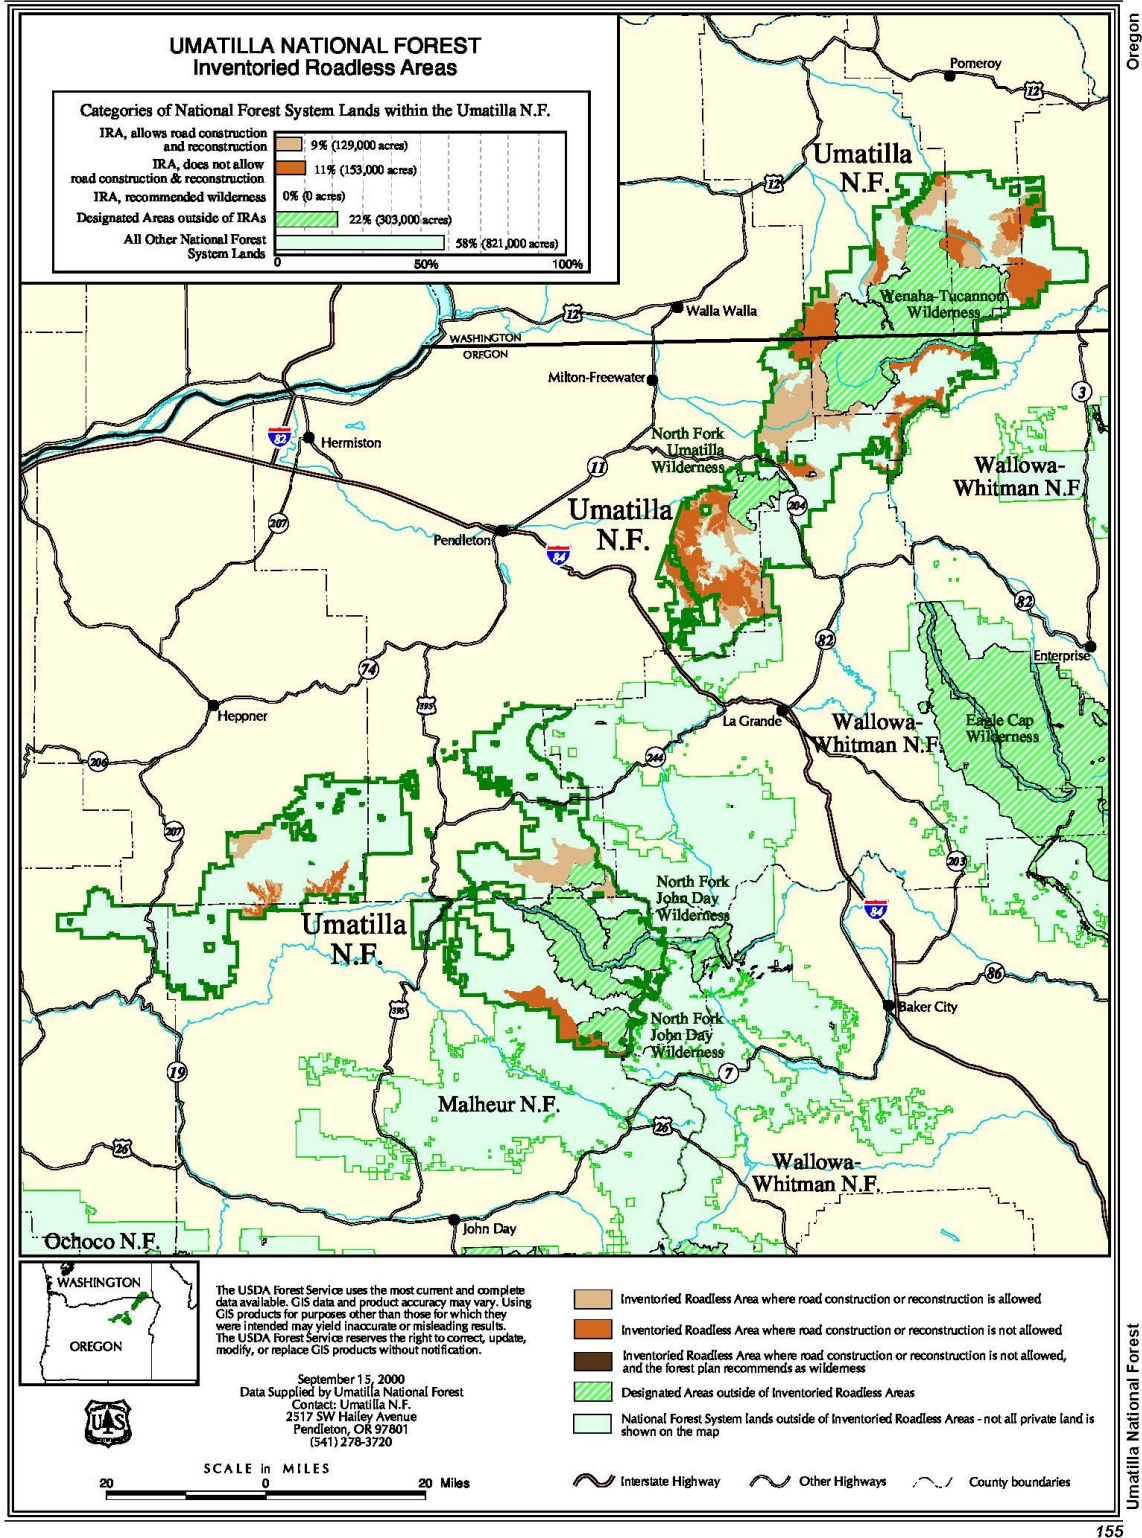 Oregon
UMATILLA NATIONAL FOREST
Inventoried Roadless Areas
Categories of National Forest System Lands within the Umatilla N.F.
IRA, allows road construction
and reconstruction
9% (129,000 acres)
IRA, does not allow
road construction & reconstruction
11% (153,000 acres)
IRA, recommended wilderness
0% (0 acres)
Designated Areas outside of IRAs
22% (303,000 acres)
All Other National Forest
System Lands
58% (821,000 acres)
0
50%
100%
Pomeroy
12
Umatilla
N.F.
12
Wenaha-Tucannon
Wilderness
Walla Walla
12
WASHINGTON
OREGON
Milton-Freewater
3
82
Hermiston
North Fork
Umatilla
Wilderness
11
Wallowa-
Whitman N.F
204
207
Umatilla
N.F.
Pendleton
84
82
82
Enterprise
74
395
Heppner
La Grande
Wallowa-
Whitman N.F.
Eagle Cap
Wilderness
244
206
207
203
North Fork
John Day
Wilderness
84
Umatilla
N.F.
86
395
Baker City
North Fork
John Day
Wilderness
19
7
Malheur N.F.
26
26
Wallowa-
Whitman N.F.
John Day
Ochoco N.F.
WASHINGTON
OREGON
The USDA Forest Service uses the most current and complete
data available. GIS data and product accuracy may vary. Using
GIS products for purposes other than those for which they
were intended may yield inaccurate or misleading results.
The USDA Forest Service reserves the right to correct, update,
modify, or replace GIS products without notification.
September 15, 2000
Data Supplied by Umatilla National Forest
Contact: Umatilla N.F.
2517 SW Hailey Avenue
Pendleton, OR 97801
(541) 278-3720
U S
SCALE in MILES
20
0
20 Miles
Inventoried Roadless Area where road construction or reconstruction is allowed
Inventoried Roadless Area where road construction or reconstruction is not allowed
Inventoried Roadless Area where road construction or reconstruction is not allowed,
and the forest plan recommends as wilderness
Designated Areas outside of Inventoried Roadless Areas
National Forest System lands outside of Inventoried Roadless Areas - not all private land is
shown on the map
Interstate Highway
Other Highways
County boundaries
Umatilla National Forest
155